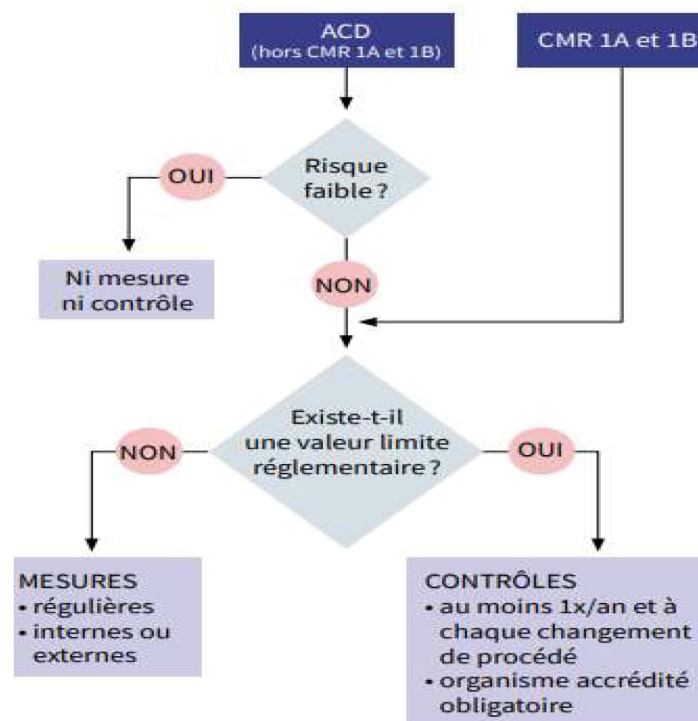 ACD
(hors CMR 1A et 1B)
CMR 1A et 1B
Risque
faible ?
OUI
Ni mesure
ni contrôle
NON
Existe-t-il
une valeur limite
réglementaire ?
NON
OUI
MESURES
• régulières
• internes ou
externes
CONTRÔLES
• au moins 1x/an et à
chaque changement
de procédé
• organisme accrédité
obligatoire